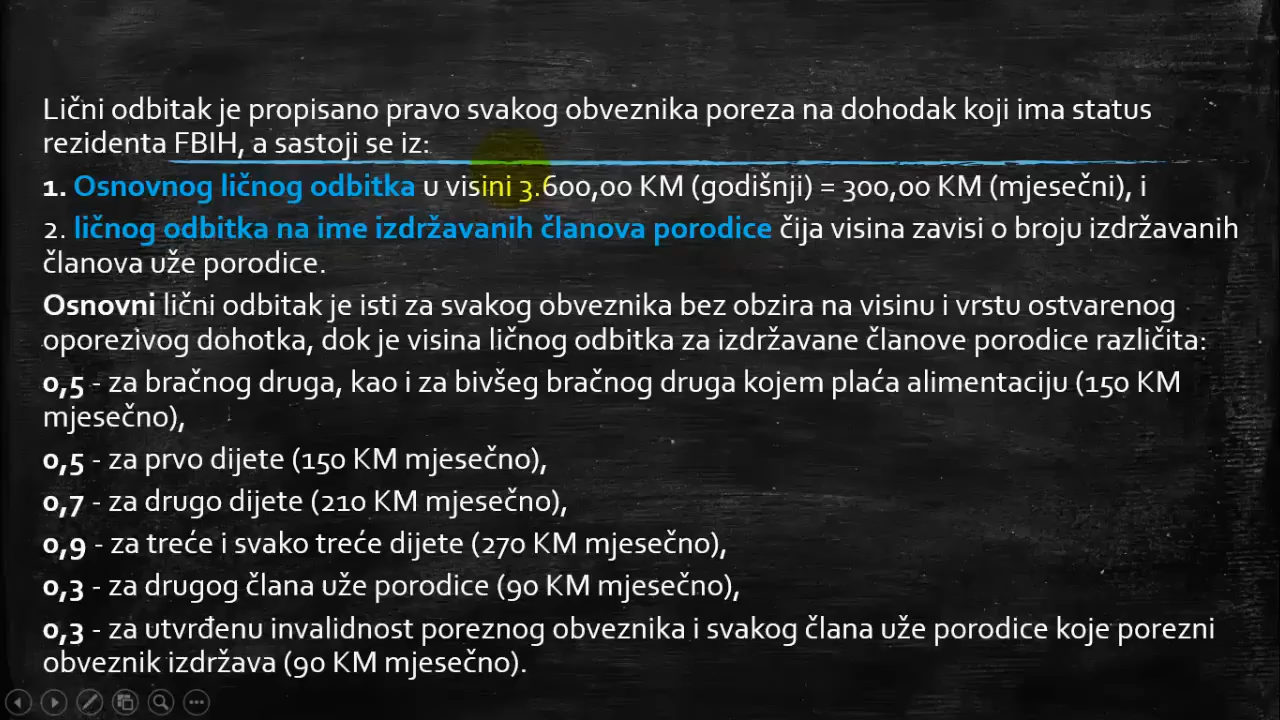 Lični odbitak je propisano pravo svakog obveznika poreza na dohodak koji ima status
rezidenta FBIH, a sastoji se iz:
1. Osnovnog ličnog odbitka u visini 3.600,00 KM (godišnji) = 300,00 KM (mjesečni), i
2. ličnog odbitka na ime izdržavanih članova porodice čija visina zavisi o broju izdržavanih
članova uže porodice.
Osnovni lični odbitak je isti za svakog obveznika bez obzira na visinu i vrstu ostvarenog
oporezivog dohotka, dok je visina ličnog odbitka za izdržavane članove porodice različita:
0,5 - za bračnog druga, kao i za bivšeg bračnog druga kojem plaća alimentaciju (150 KM
mjesečno),
0,5 - za prvo dijete (150 KM mjesečno),
0,7 - za drugo dijete (210 KM mjesečno),
0,9 - za treće i svako treće dijete (270 KM mjesečno),
0,3 - za drugog člana uže porodice (90 KM mjesečno),
0,3 - za utvrđenu invalidnost poreznog obveznika i svakog člana uže porodice koje porezni
obveznik izdržava (90 KM mjesečno).